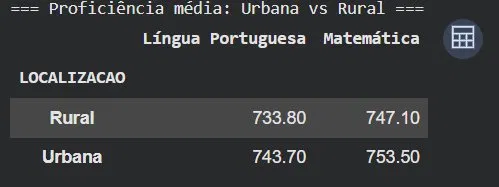 === Proficiência média: Urbana vs Rural ===
Língua Portuguesa Matemática
LOCALIZACAO
Rural 733.80 747.10
Urbana 743.70 753.50